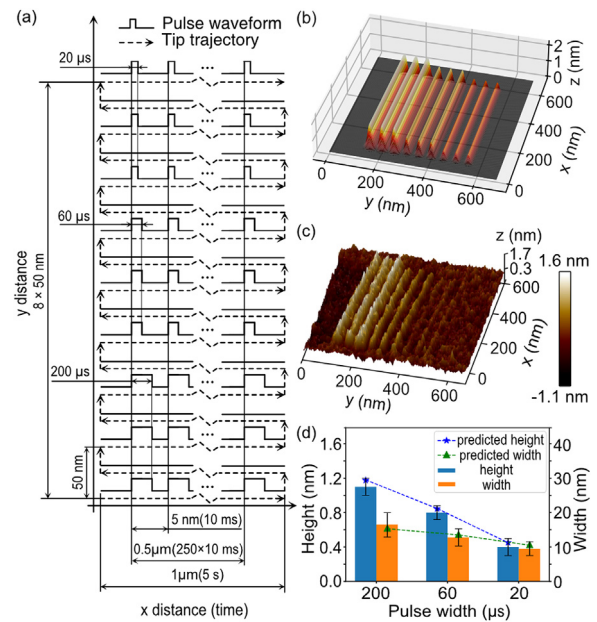 (a)
Pulse waveform
Tip trajectory
20 μs
60 μs
200 μs
y distance
8 × 50 nm
50 nm
5 nm(10 ms)
0.5μm(250×10 ms)
1μm(5 s)
x distance (time)
(b)
2
1
0
z (nm)
600
400
200
0
x (nm)
0
200
400
600
y (nm)
(c)
z (nm)
1.7
0.3
600
400
200
0
x (nm)
0
200
400
600
y (nm)
1.6 nm
-1.1 nm
(d)
predicted height
predicted width
height
width
1.6
1.2
0.8
0.4
0.0
Height (nm)
40
30
20
10
0
Width (nm)
200
60
20
Pulse width (μs)